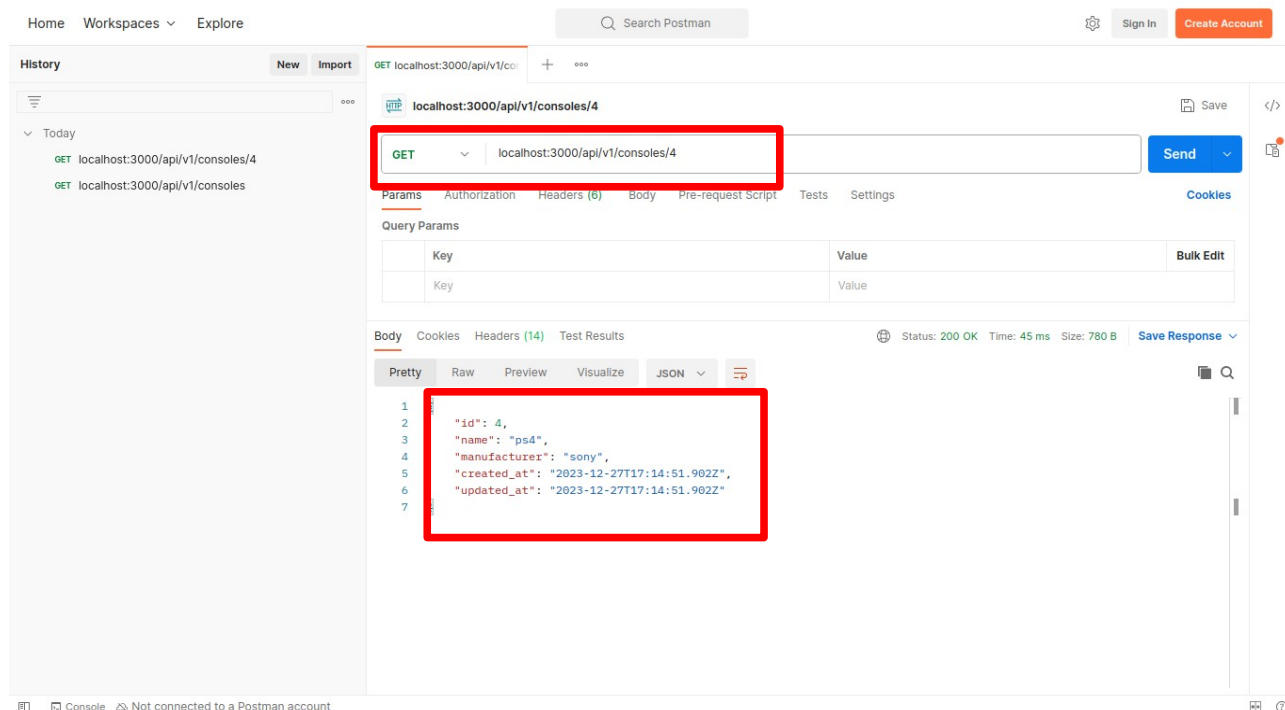 Home Workspaces Explore Search Postman Sign In Create Account
History New Import GET localhost:3000/api/v1/co
HTTP localhost:3000/api/v1/consoles/4 Save </>
Today
GET localhost:3000/api/v1/consoles/4
GET localhost:3000/api/v1/consoles
GET localhost:3000/api/v1/consoles/4 Send
Params Authorization Headers (6) Body Pre-request Script Tests Settings Cookies
Query Params
Key Value Bulk Edit
Key Value
Body Cookies Headers (14) Test Results Status: 200 OK Time: 45 ms Size: 780 B Save Response
Pretty Raw Preview Visualize JSON
1
2 "id": 4,
3 "name": "ps4",
4 "manufacturer": "sony",
5 "created_at": "2023-12-27T17:14:51.902Z",
6 "updated_at": "2023-12-27T17:14:51.902Z"
7
Console Not connected to a Postman account